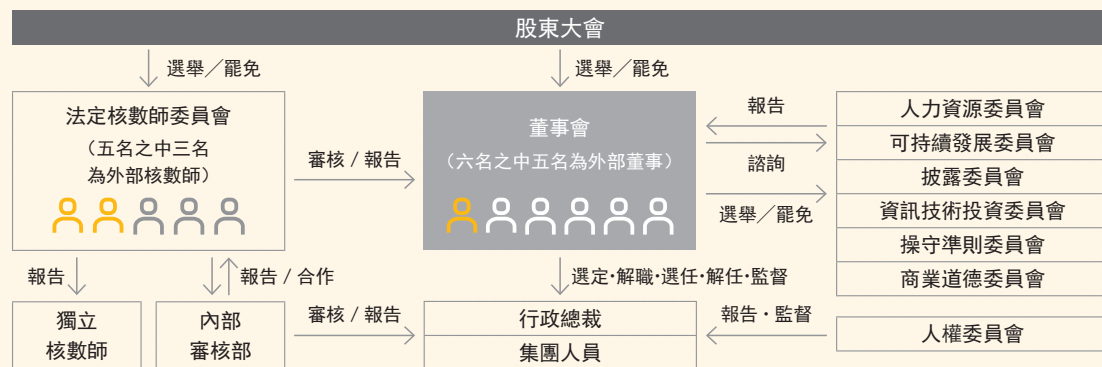 股東大會
選舉／罷免
選舉／罷免
法定核數師委員會
（五名之中三名
為外部核數師）
審核 / 報告
董事會
（六名之中五名為外部董事）
報告
諮詢
選舉／罷免
人力資源委員會
可持續發展委員會
披露委員會
資訊技術投資委員會
操守準則委員會
商業道德委員會
報告
報告 / 合作
選定･解職･選任･解任･監督
獨立
核數師
內部
審核部
審核 / 報告
行政總裁
集團人員
報告・監督
人權委員會